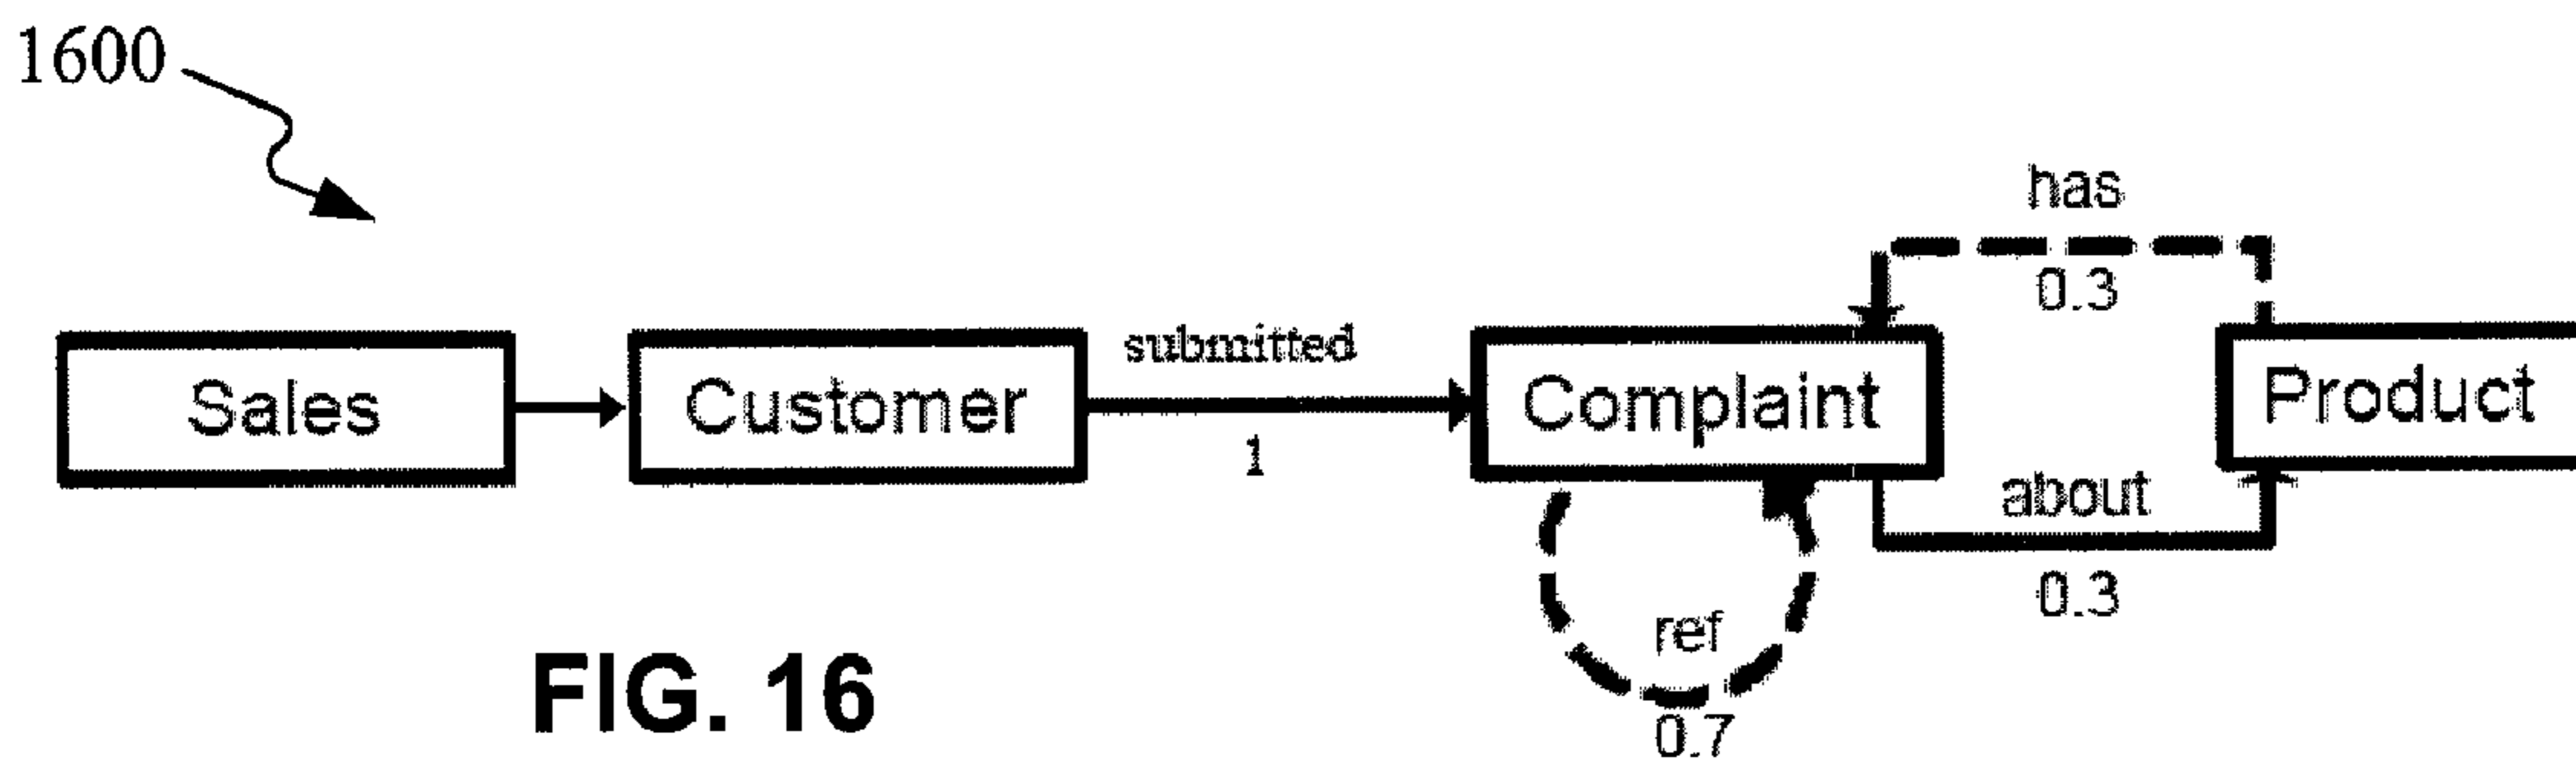 1600
has
0.3
Sales
Customer
submitted
1
Complaint
Product
about
0.3
ref
0.7
FIG. 16